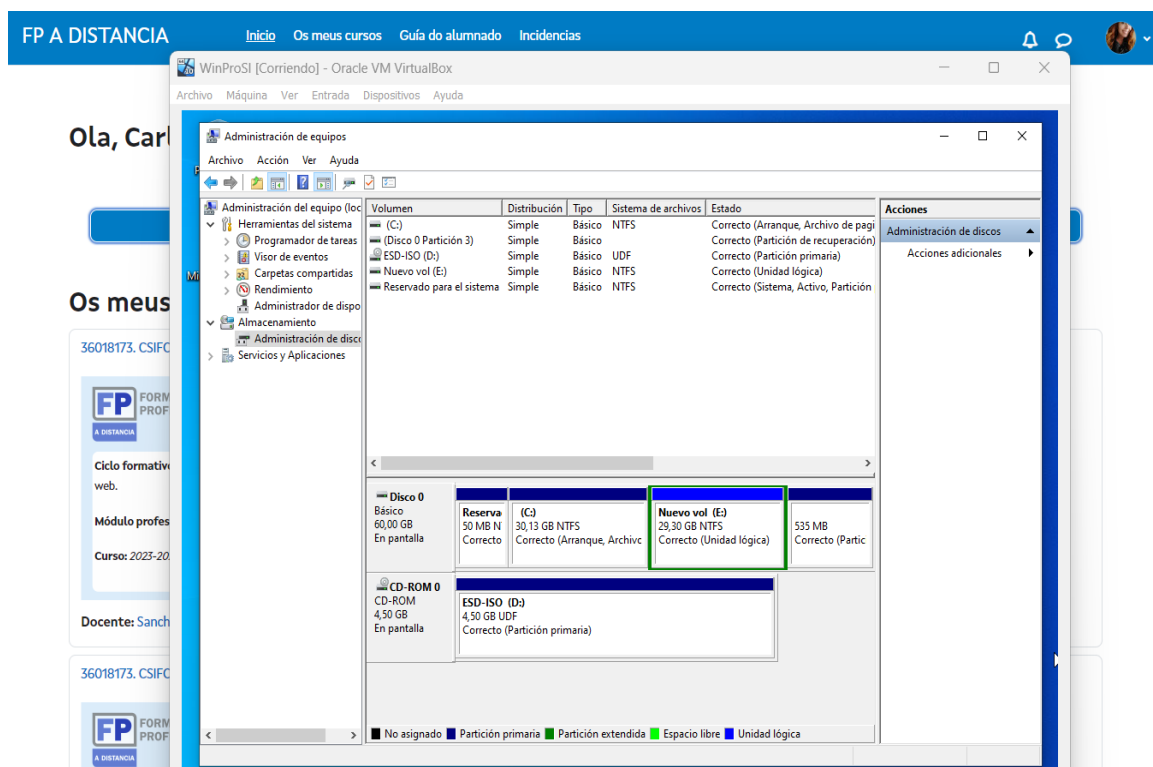 FP A DISTANCIA Inicio Os meus cursos Guía do alumnado Incidencias
WinProSI [Corriendo] - Oracle VM VirtualBox
Archivo Máquina Ver Entrada Dispositivos Ayuda
Ola, Carl
Administración de equipos
Archivo Acción Ver Ayuda
Administración del equipo (loc
Herramientas del sistema
Programador de tareas
Visor de eventos
Carpetas compartidas
Rendimiento
Administrador de dispo
Almacenamiento
Administración de disco
Servicios y Aplicaciones
Volumen Distribución Tipo Sistema de archivos Estado
(C:) Simple Básico NTFS Correcto (Arranque, Archivo de pagi
(Disco 0 Partición 3) Simple Básico Correcto (Partición de recuperación)
ESD-ISO (D:) Simple Básico UDF Correcto (Partición primaria)
Nuevo vol (E:) Simple Básico NTFS Correcto (Unidad lógica)
Reservado para el sistema Simple Básico NTFS Correcto (Sistema, Activo, Partición
Acciones
Administración de discos
Acciones adicionales
Disco 0
Básico
60,00 GB
En pantalla
Reserva
50 MB N
Correcto
(C:)
30,13 GB NTFS
Correcto (Arranque, Archivo
Nuevo vol (E:)
29,30 GB NTFS
Correcto (Unidad lógica)
535 MB
Correcto (Partic
CD-ROM 0
CD-ROM
4,50 GB
En pantalla
ESD-ISO (D:)
4,50 GB UDF
Correcto (Partición primaria)
No asignado Partición primaria Partición extendida Espacio libre Unidad lógica
Os meus
36018173. CSIFC
FP FORM
PROF
A DISTANCIA
Ciclo formativo
web.
Módulo profes
Curso: 2023-20
Docente: Sanch
36018173. CSIFC
FP FORM
PROF
A DISTANCIA